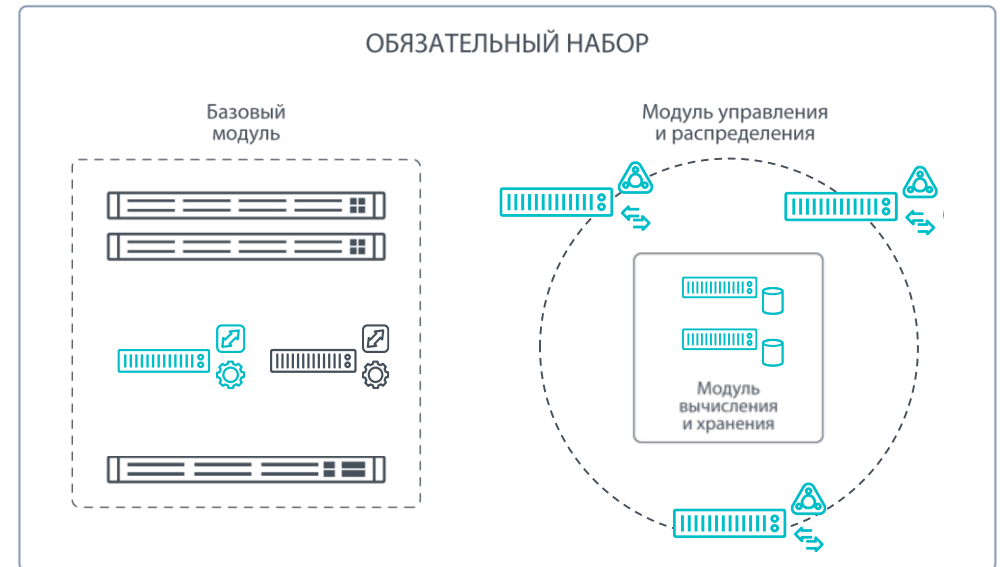 ОБЯЗАТЕЛЬНЫЙ НАБОР
Базовый
модуль
Модуль управления
и распределения
Модуль
вычисления
и хранения